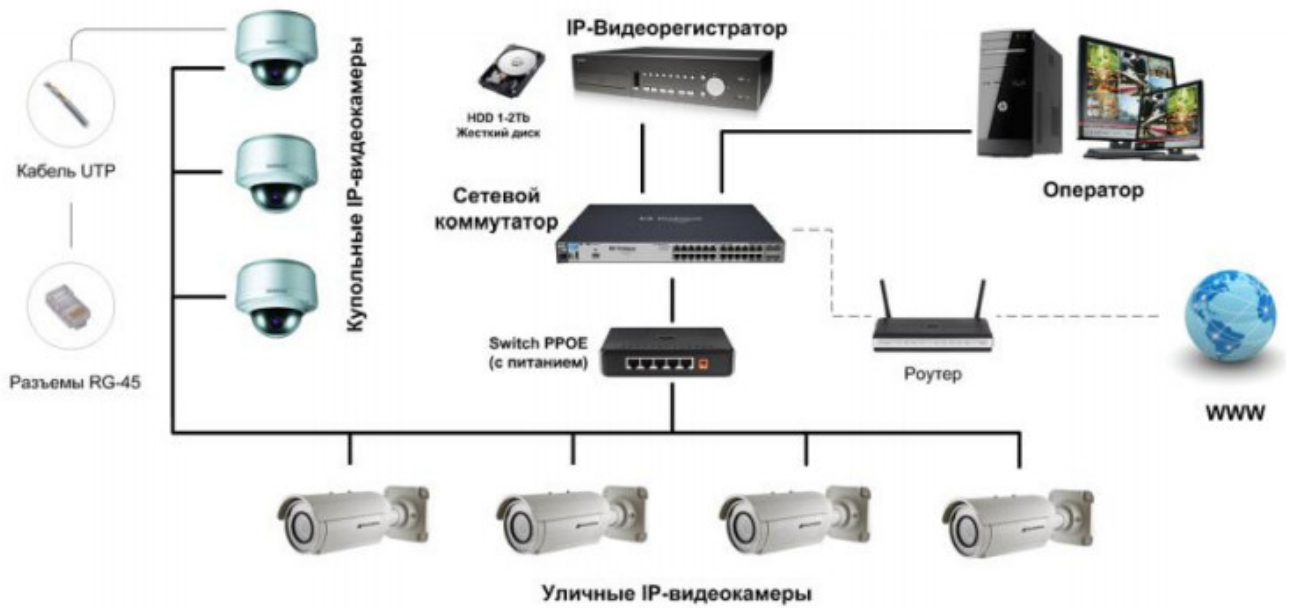 IP-Видеорегистратор
HDD 1-2Tb
Жесткий диск
Кабель UTP
Разъемы RG-45
Купольные IP-видеокамеры
Сетевой
коммутатор
Оператор
Switch PPOE
(с питанием)
Роутер
WWW
Уличные IP-видеокамеры